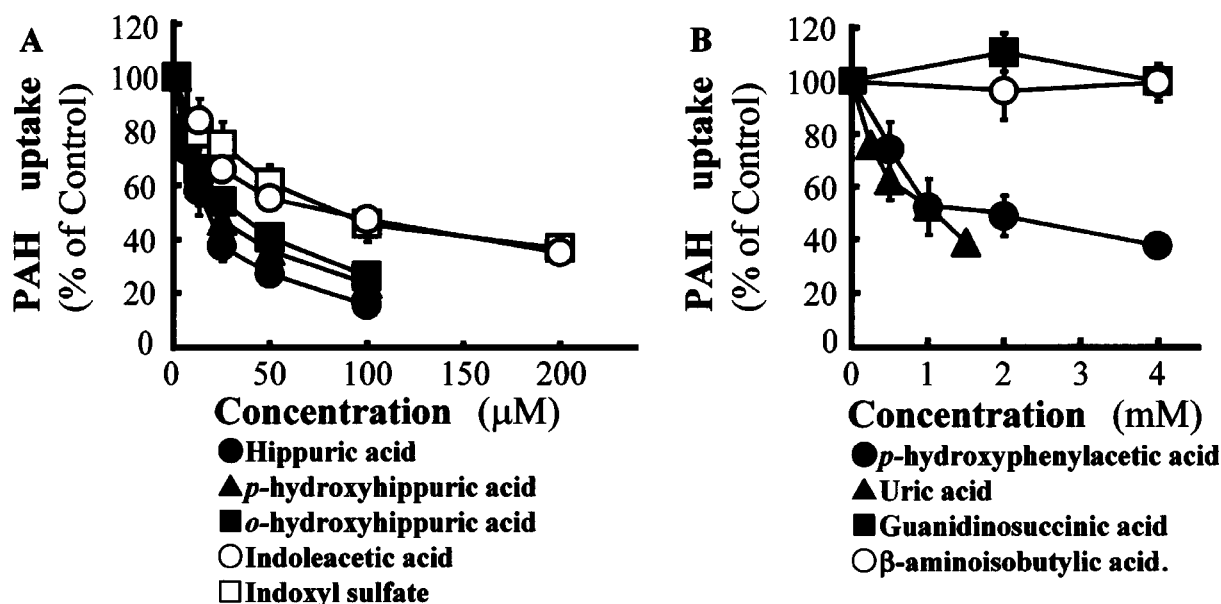 A
PAH uptake
(% of Control)
120
100
80
60
40
20
0
0 50 100 150 200
Concentration (μM)
Hippuric acid
p-hydroxyhippuric acid
o-hydroxyhippuric acid
Indoleacetic acid
Indoxyl sulfate
B
PAH uptake
(% of Control)
120
100
80
60
40
20
0
0 1 2 3 4
Concentration (mM)
p-hydroxyphenylacetic acid
Uric acid
Guanidinosuccinic acid
β-aminoisobutylic acid.